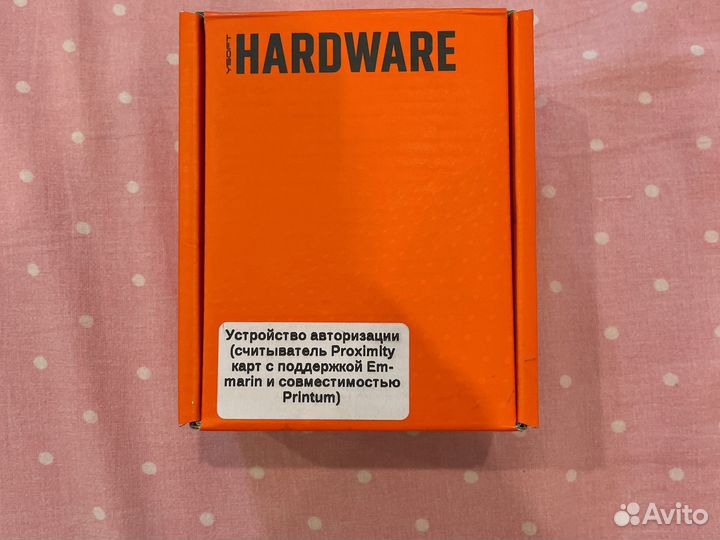 YSOFT
HARDWARE
Устройство авторизации
(считыватель Proximity
карт с поддержкой Em-
marin и совместимостью
Printum)
Avito